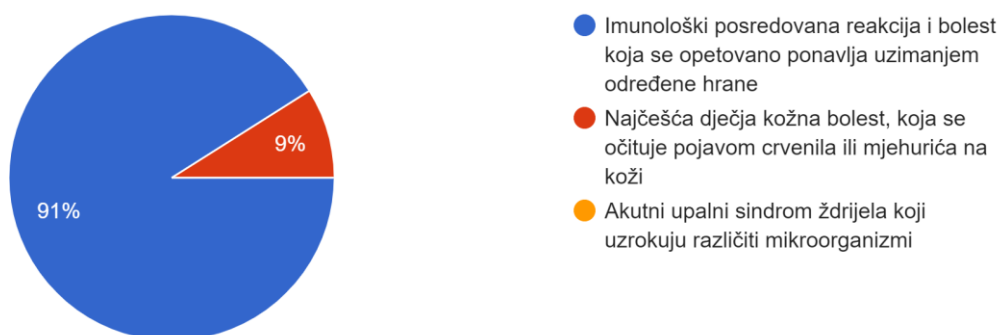 91%
9%
Imunološki posredovana reakcija i bolest
koja se opetovano ponavlja uzimanjem
određene hrane
Najčešća dječja kožna bolest, koja se
očituje pojavom crvenila ili mjehurića na
koži
Akutni upalni sindrom ždrijela koji
uzrokuju različiti mikroorganizmi